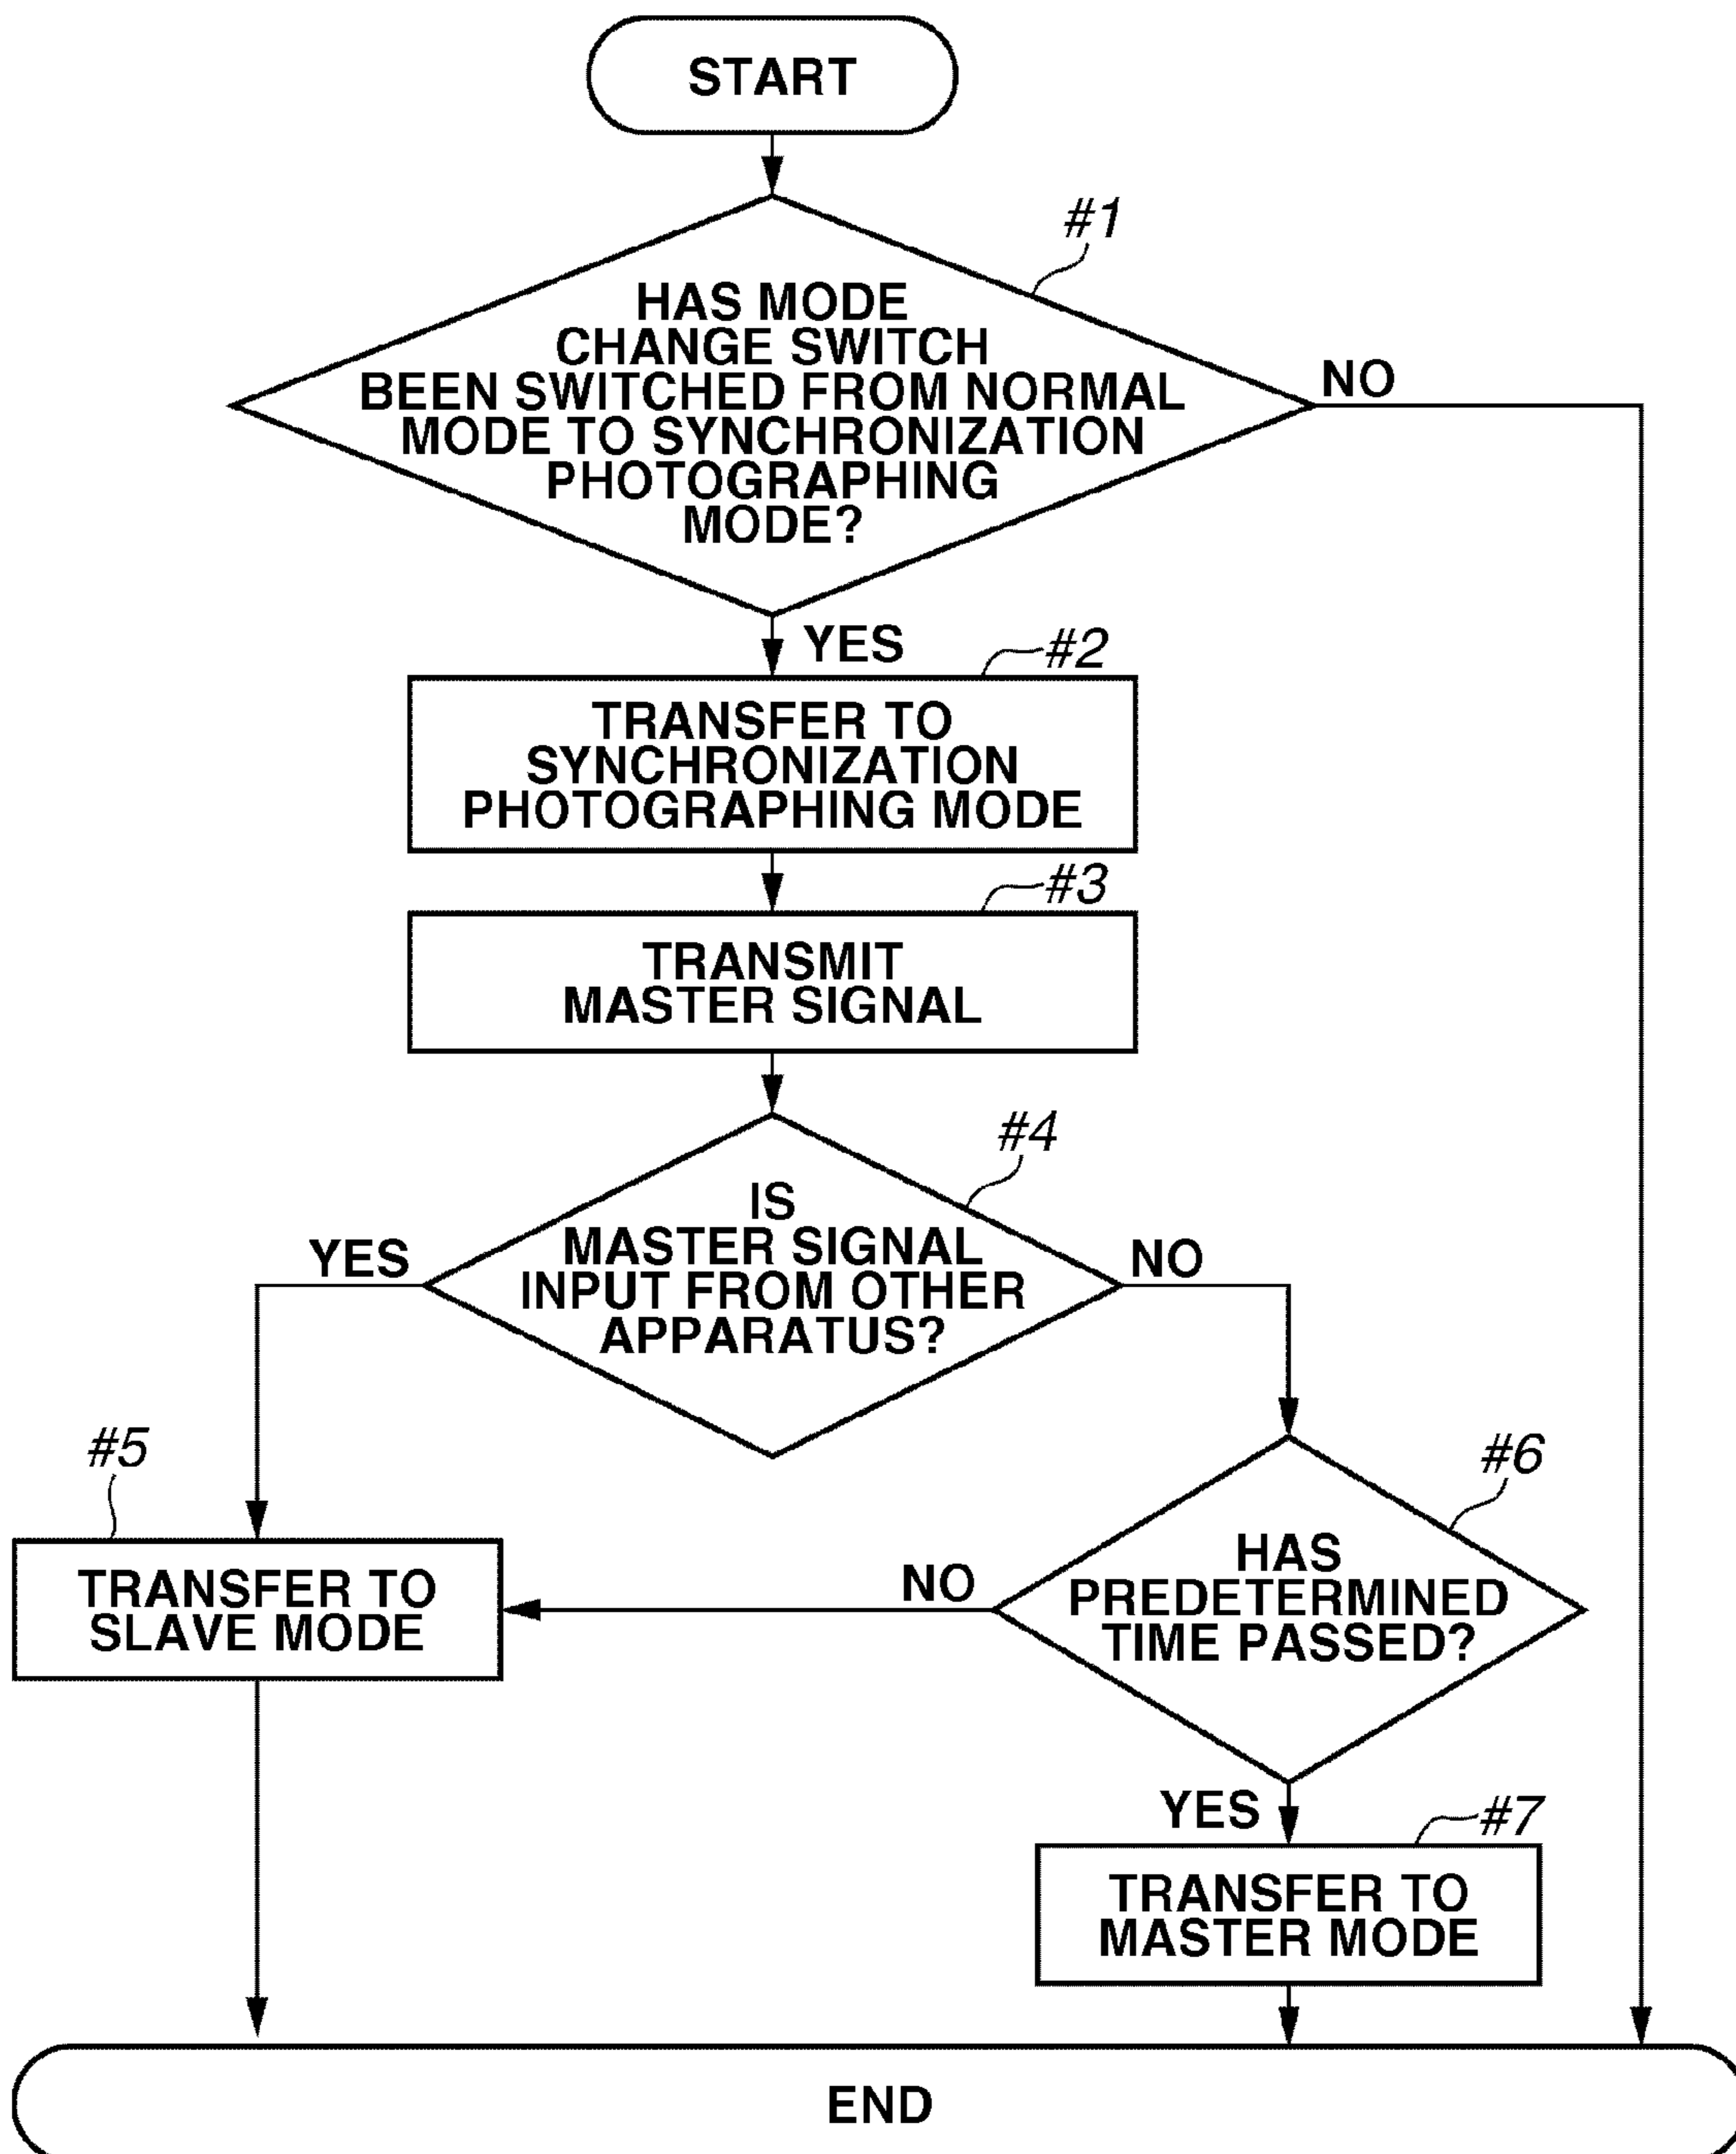 START
#1
HAS MODE
CHANGE SWITCH
BEEN SWITCHED FROM NORMAL
MODE TO SYNCHRONIZATION
PHOTOGRAPHING
MODE?
NO
YES
#2
TRANSFER TO
SYNCHRONIZATION
PHOTOGRAPHING MODE
#3
TRANSMIT
MASTER SIGNAL
#4
IS
MASTER SIGNAL
INPUT FROM OTHER
APPARATUS?
YES
NO
#5
TRANSFER TO
SLAVE MODE
#6
HAS
PREDETERMINED
TIME PASSED?
NO
YES
#7
TRANSFER TO
MASTER MODE
END